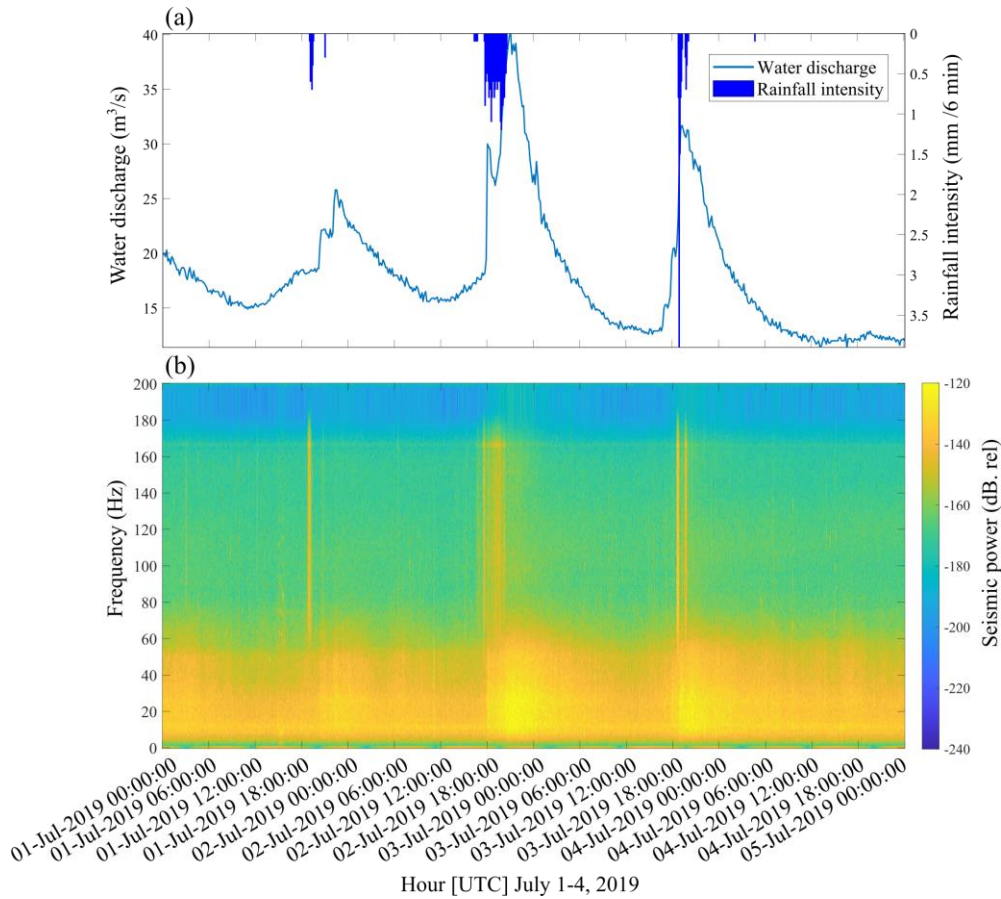 (a)
40
35
30
25
20
15
Water discharge (m³/s)
Water discharge
Rainfall intensity
0
0.5
1
1.5
2
2.5
3
3.5
Rainfall intensity (mm /6 min)
(b)
200
180
160
140
120
100
80
60
40
20
0
Frequency (Hz)
-120
-140
-160
-180
-200
-220
-240
Seismic power (dB. rel)
01-Jul-2019 00:00:00
01-Jul-2019 06:00:00
01-Jul-2019 12:00:00
01-Jul-2019 18:00:00
02-Jul-2019 00:00:00
02-Jul-2019 06:00:00
02-Jul-2019 12:00:00
02-Jul-2019 18:00:00
03-Jul-2019 00:00:00
03-Jul-2019 06:00:00
03-Jul-2019 12:00:00
03-Jul-2019 18:00:00
04-Jul-2019 00:00:00
04-Jul-2019 06:00:00
04-Jul-2019 12:00:00
04-Jul-2019 18:00:00
05-Jul-2019 00:00:00
Hour [UTC] July 1-4, 2019